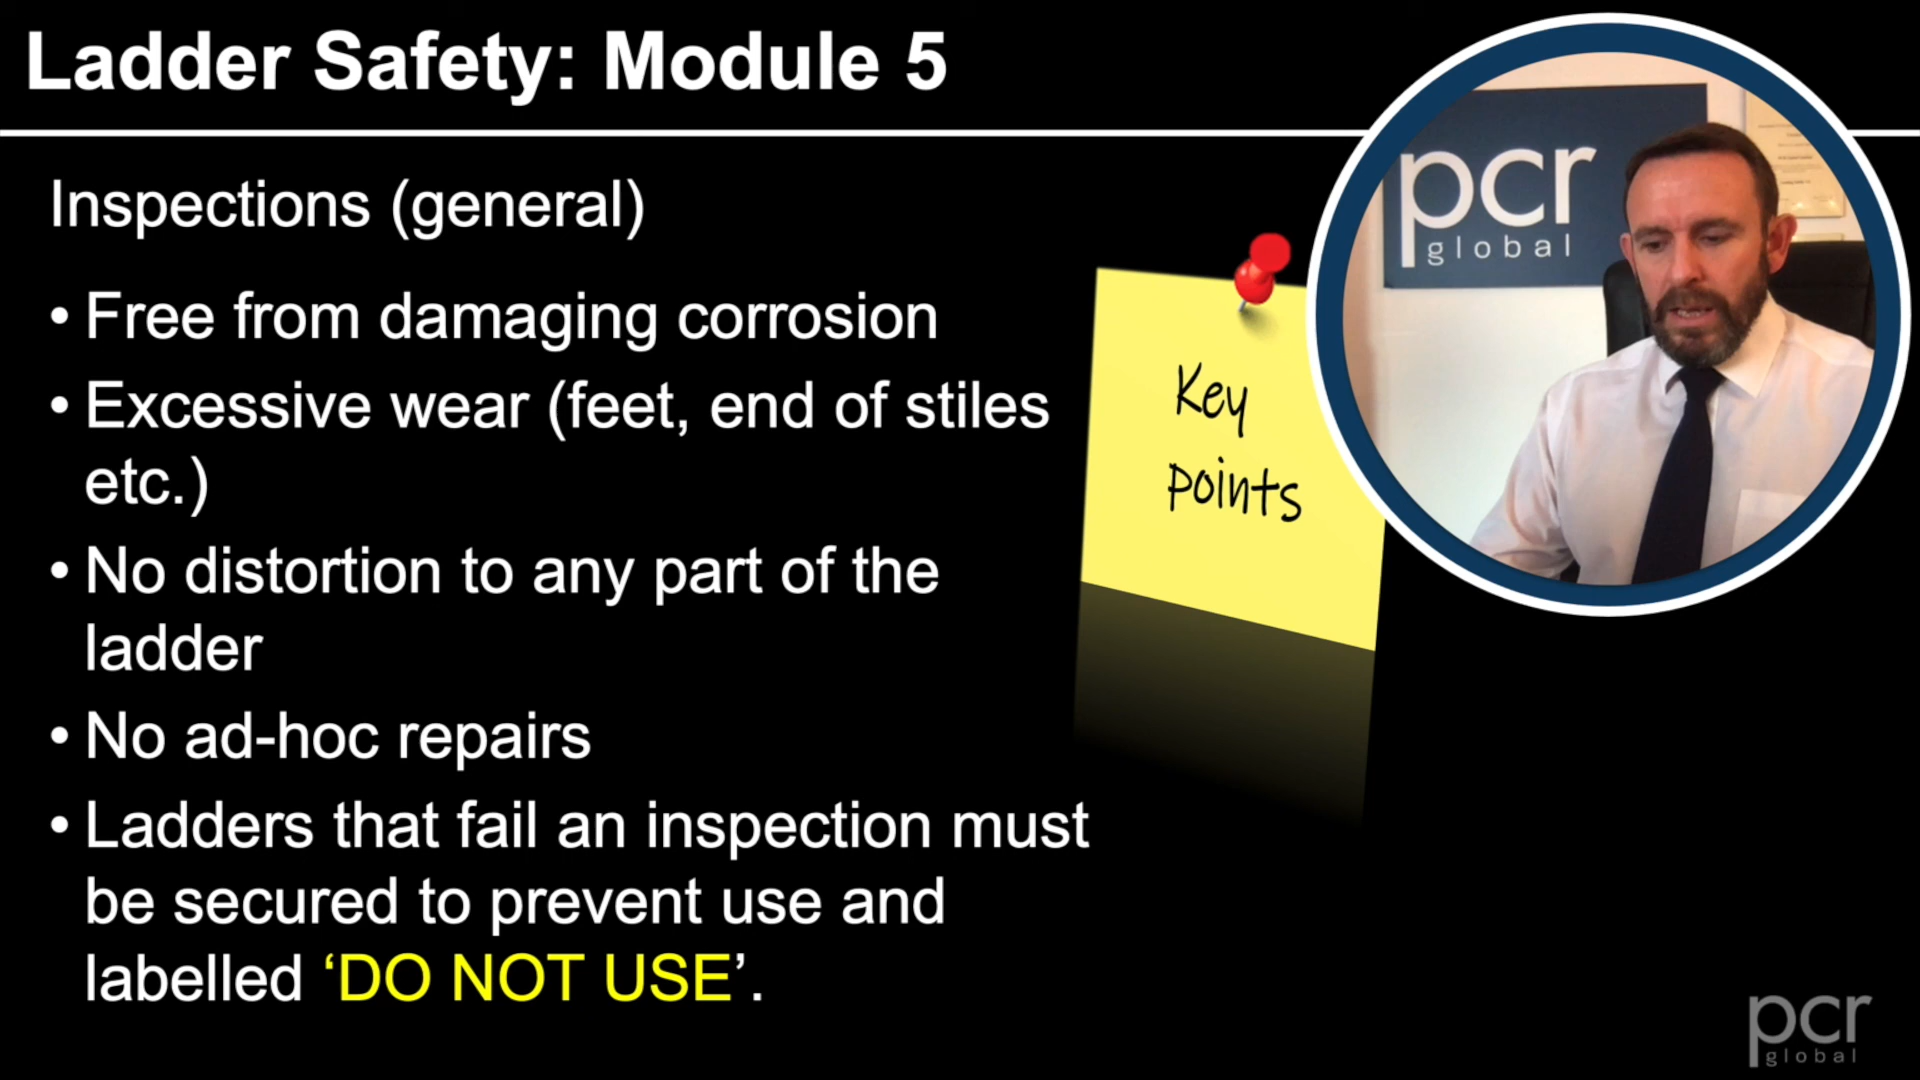 Ladder Safety: Module 5
Inspections (general)
• Free from damaging corrosion
• Excessive wear (feet, end of stiles
etc.)
• No distortion to any part of the
ladder
• No ad-hoc repairs
• Ladders that fail an inspection must
be secured to prevent use and
labelled ‘DO NOT USE’.
Key
points
pcr
global
pcr
global